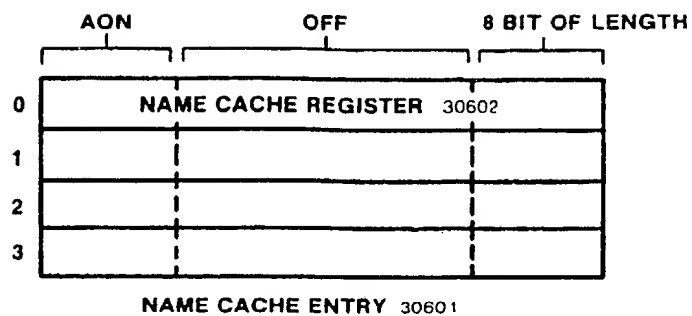 AON OFF 8 BIT OF LENGTH
0 NAME CACHE REGISTER 30602
1
2
3
NAME CACHE ENTRY 30601